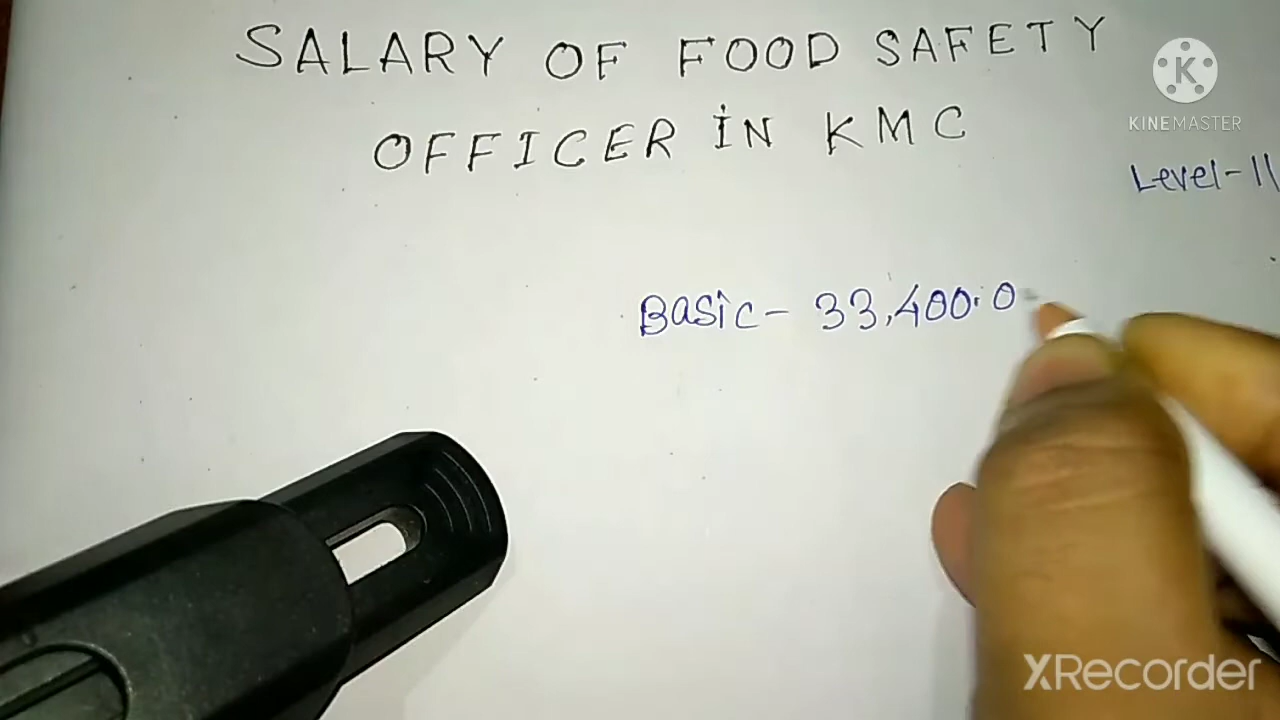 SALARY OF FOOD SAFETY
OFFICER IN KMC
K
KINEMASTER
Level-11
Basic - 33,400.0
XRecorder